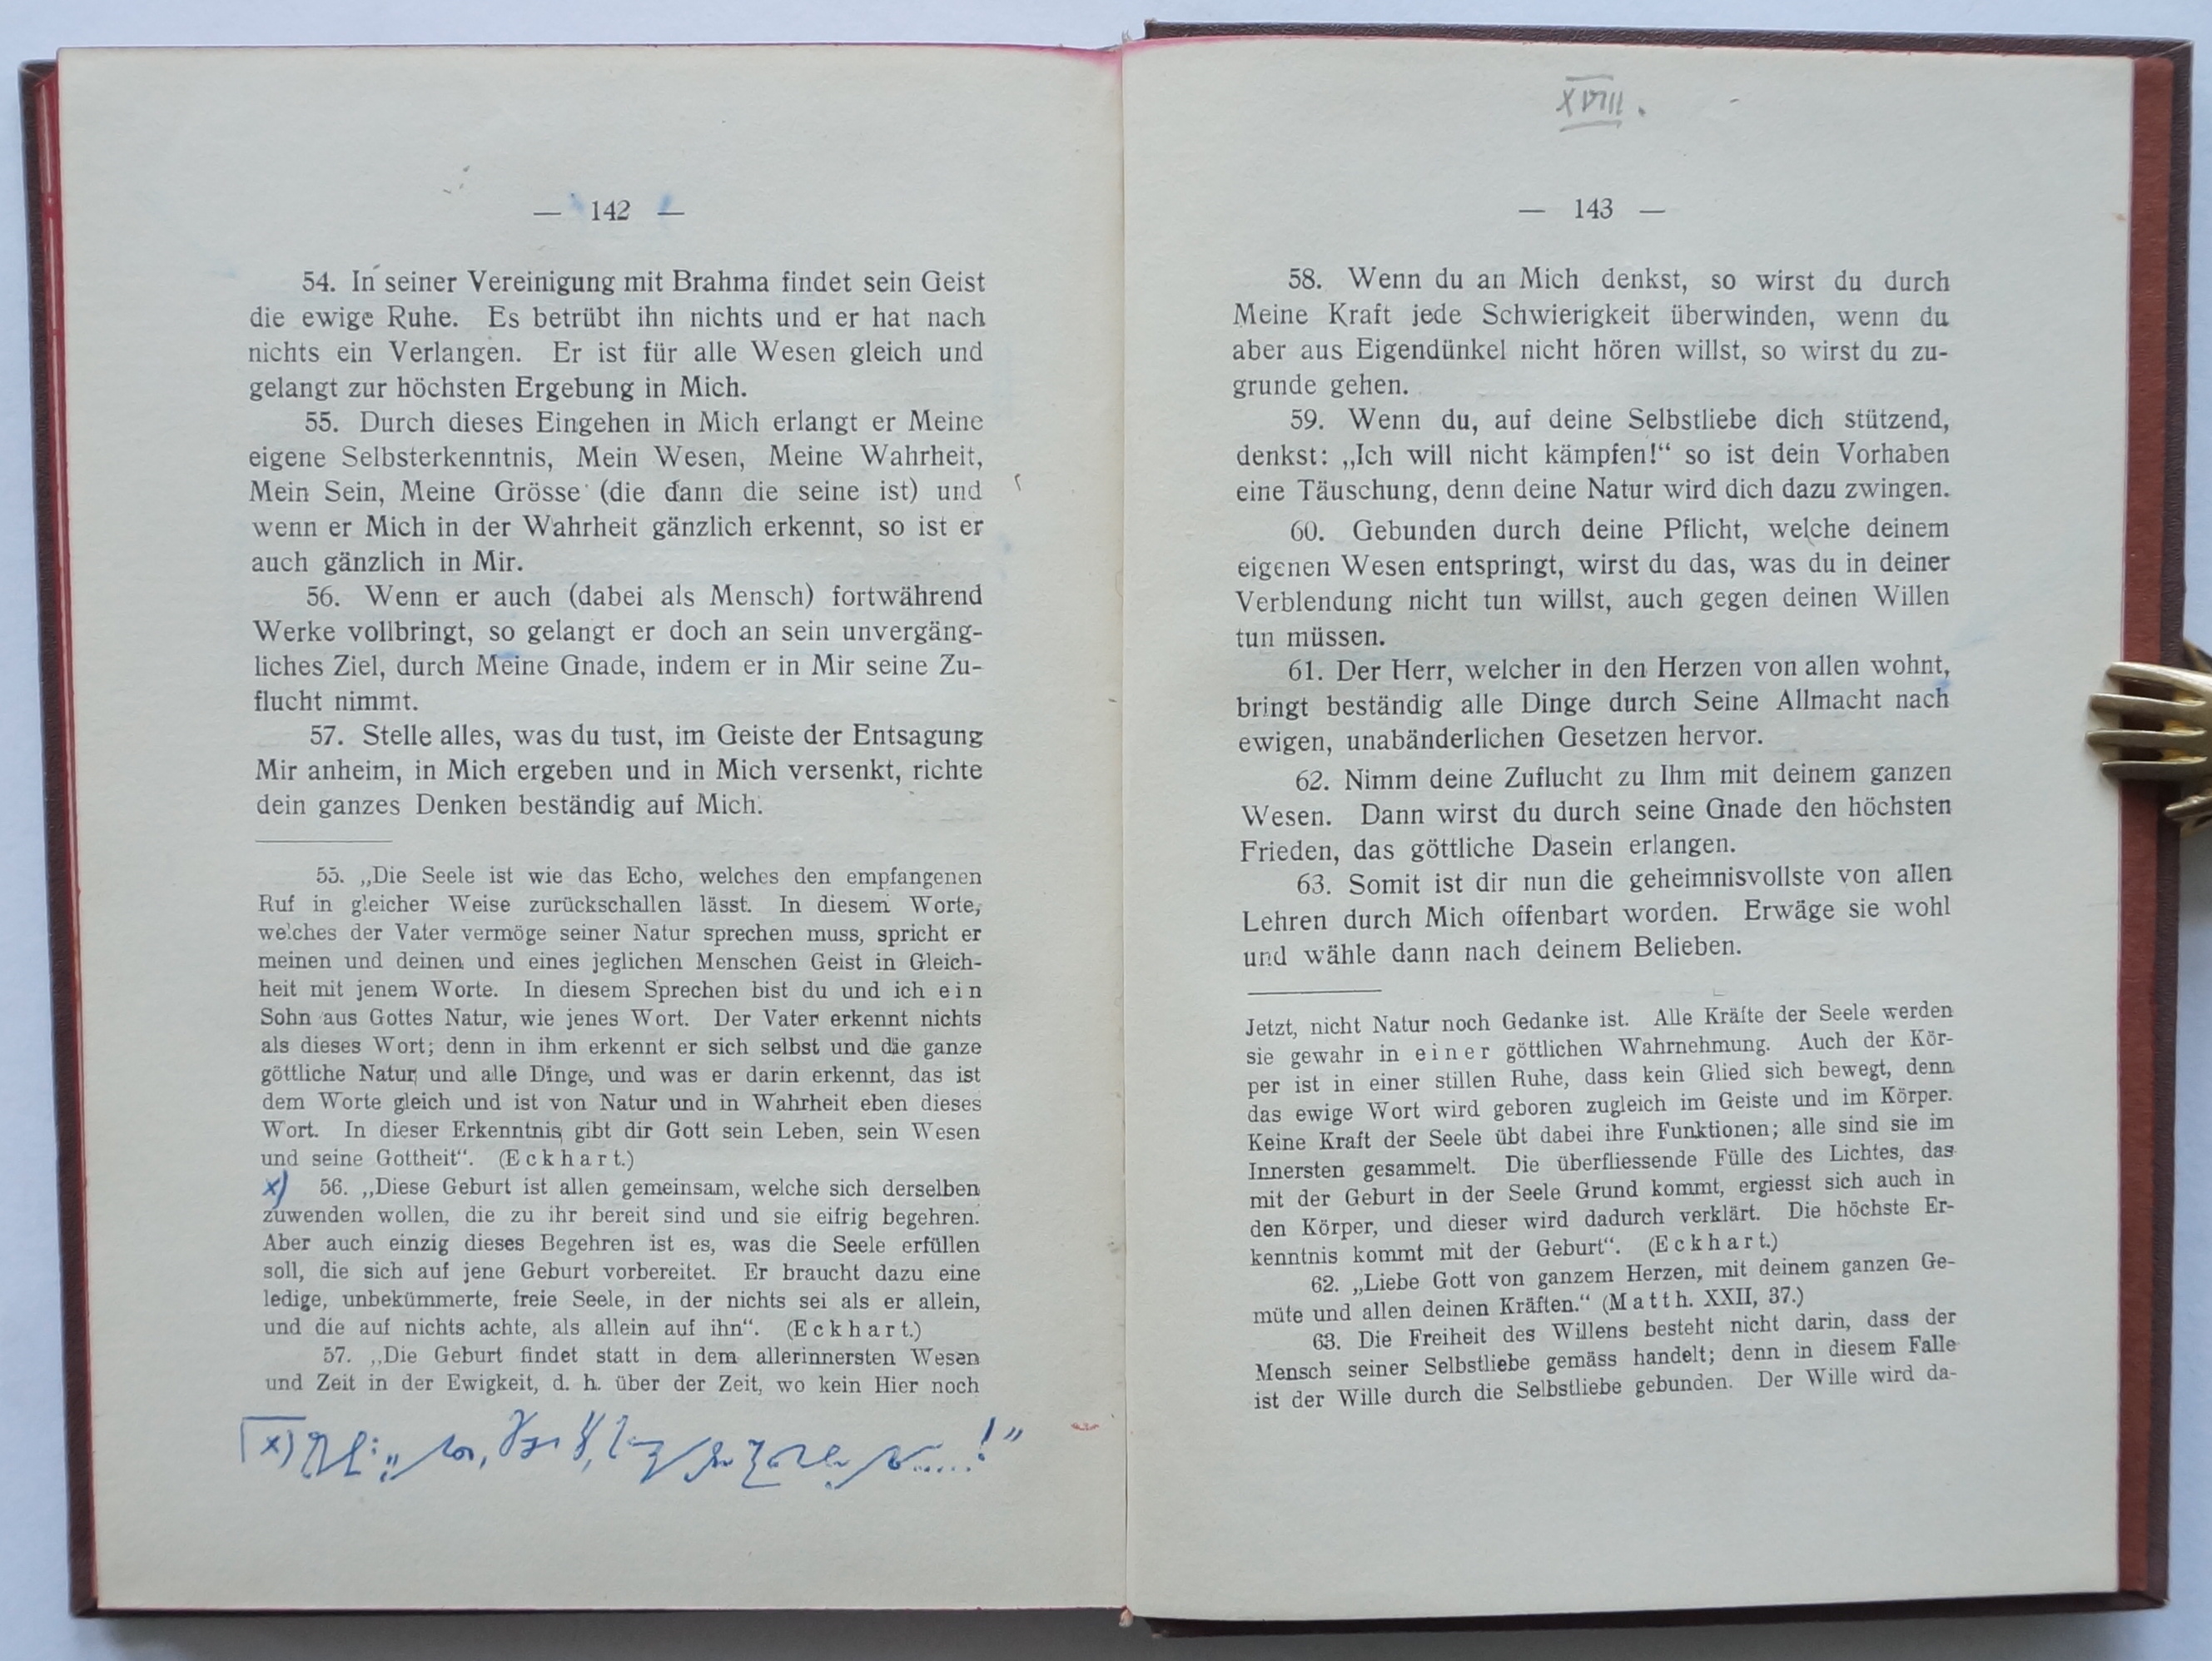 — 142 —
54. In seiner Vereinigung mit Brahma findet sein Geist
die ewige Ruhe. Es betrübt ihn nichts und er hat nach
nichts ein Verlangen. Er ist für alle Wesen gleich und
gelangt zur höchsten Ergebung in Mich.
55. Durch dieses Eingehen in Mich erlangt er Meine
eigene Selbsterkenntnis, Mein Wesen, Meine Wahrheit,
Mein Sein, Meine Grösse (die dann die seine ist) und
wenn er Mich in der Wahrheit gänzlich erkennt, so ist er
auch gänzlich in Mir.
56. Wenn er auch (dabei als Mensch) fortwährend
Werke vollbringt, so gelangt er doch an sein unvergäng-
liches Ziel, durch Meine Gnade, indem er in Mir seine Zu-
flucht nimmt.
57. Stelle alles, was du tust, im Geiste der Entsagung
Mir anheim, in Mich ergeben und in Mich versenkt, richte
dein ganzes Denken beständig auf Mich.
55. „Die Seele ist wie das Echo, welches den empfangenen
Ruf in gleicher Weise zurückschallen lässt. In diesem Worte,
welches der Vater vermöge seiner Natur sprechen muss, spricht er
meinen und deinen und eines jeglichen Menschen Geist in Gleich-
heit mit jenem Worte. In diesem Sprechen bist du und ich ein
Sohn aus Gottes Natur, wie jenes Wort. Der Vater erkennt nichts
als dieses Wort; denn in ihm erkennt er sich selbst und die ganze
göttliche Natur, und alle Dinge, und was er darin erkennt, das ist
dem Worte gleich und ist von Natur und in Wahrheit eben dieses
Wort. In dieser Erkenntnis gibt dir Gott sein Leben, sein Wesen
und seine Gottheit“. (Eckhart.)
x) 56. „Diese Geburt ist allen gemeinsam, welche sich derselben
zuwenden wollen, die zu ihr bereit sind und sie eifrig begehren.
Aber auch einzig dieses Begehren ist es, was die Seele erfüllen
soll, die sich auf jene Geburt vorbereitet. Er braucht dazu eine
ledige, unbekümmerte, freie Seele, in der nichts sei als er allein,
und die auf nichts achte, als allein auf ihn“. (Eckhart.)
57. „Die Geburt findet statt in dem allerinnersten Wesen
und Zeit in der Ewigkeit, d. h. über der Zeit, wo kein Hier noch
x)
XVIII.
— 143 —
58. Wenn du an Mich denkst, so wirst du durch
Meine Kraft jede Schwierigkeit überwinden, wenn du
aber aus Eigendünkel nicht hören willst, so wirst du zu-
grunde gehen.
59. Wenn du, auf deine Selbstliebe dich stützend,
denkst: „Ich will nicht kämpfen!“ so ist dein Vorhaben
eine Täuschung, denn deine Natur wird dich dazu zwingen.
60. Gebunden durch deine Pflicht, welche deinem
eigenen Wesen entspringt, wirst du das, was du in deiner
Verblendung nicht tun willst, auch gegen deinen Willen
tun müssen.
61. Der Herr, welcher in den Herzen von allen wohnt,
bringt beständig alle Dinge durch Seine Allmacht nach
ewigen, unabänderlichen Gesetzen hervor.
62. Nimm deine Zuflucht zu Ihm mit deinem ganzen
Wesen. Dann wirst du durch seine Gnade den höchsten
Frieden, das göttliche Dasein erlangen.
63. Somit ist dir nun die geheimnisvollste von allen
Lehren durch Mich offenbart worden. Erwäge sie wohl
und wähle dann nach deinem Belieben.
Jetzt, nicht Natur noch Gedanke ist. Alle Kräfte der Seele werden
sie gewahr in einer göttlichen Wahrnehmung. Auch der Kör-
per ist in einer stillen Ruhe, dass kein Glied sich bewegt, denn
das ewige Wort wird geboren zugleich im Geiste und im Körper.
Keine Kraft der Seele übt dabei ihre Funktionen; alle sind sie im
Innersten gesammelt. Die überfliessende Fülle des Lichtes, das
mit der Geburt in der Seele Grund kommt, ergiesst sich auch in
den Körper, und dieser wird dadurch verklärt. Die höchste Er-
kenntnis kommt mit der Geburt“. (Eckhart.)
62. „Liebe Gott von ganzem Herzen, mit deinem ganzen Ge-
müte und allen deinen Kräften.“ (Matth. XXII, 37.)
63. Die Freiheit des Willens besteht nicht darin, dass der
Mensch seiner Selbstliebe gemäss handelt; denn in diesem Falle
ist der Wille durch die Selbstliebe gebunden. Der Wille wird da-